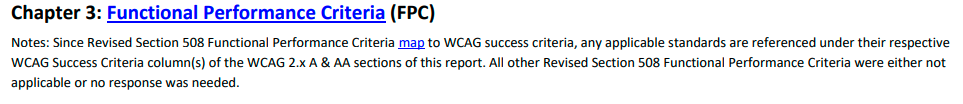 Chapter 3: Functional Performance Criteria (FPC)
Notes: Since Revised Section 508 Functional Performance Criteria map to WCAG success criteria, any applicable standards are referenced under their respective
WCAG Success Criteria column(s) of the WCAG 2.x A & AA sections of this report. All other Revised Section 508 Functional Performance Criteria were either not
applicable or no response was needed.